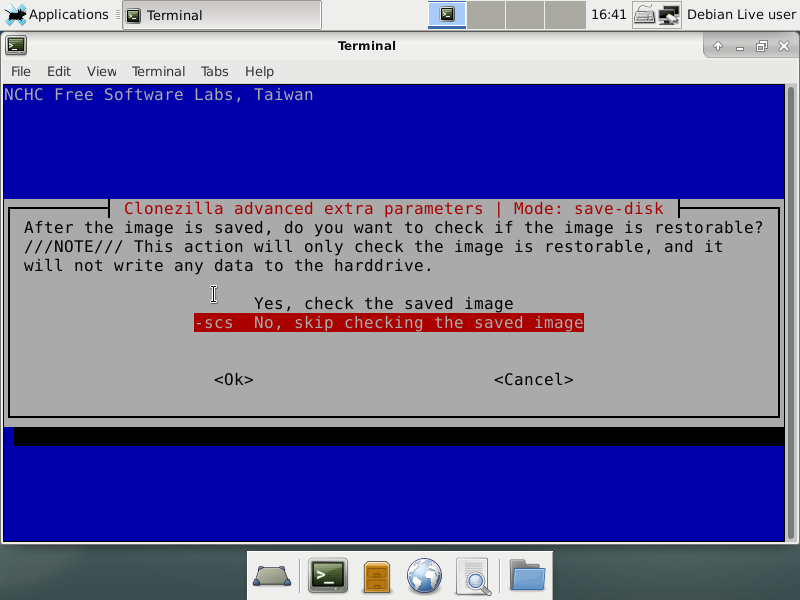 Applications
Terminal
16:41
Debian Live user
Terminal
File Edit View Terminal Tabs Help
NCHC Free Software Labs, Taiwan
Clonezilla advanced extra parameters | Mode: save-disk
After the image is saved, do you want to check if the image is restorable?
///NOTE/// This action will only check the image is restorable, and it
will not write any data to the harddrive.
Yes, check the saved image
-scs No, skip checking the saved image
<Ok> <Cancel>